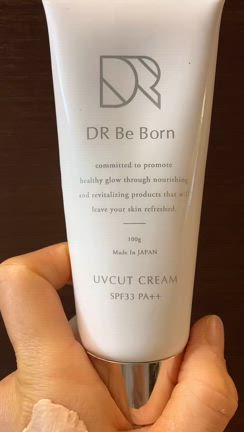 DR
DR Be Born
committed to promote
healthy glow through nourishing
and revitalizing products that will
leave your skin refreshed.
100g
Made In JAPAN
UVCUT CREAM
SPF33 PA++